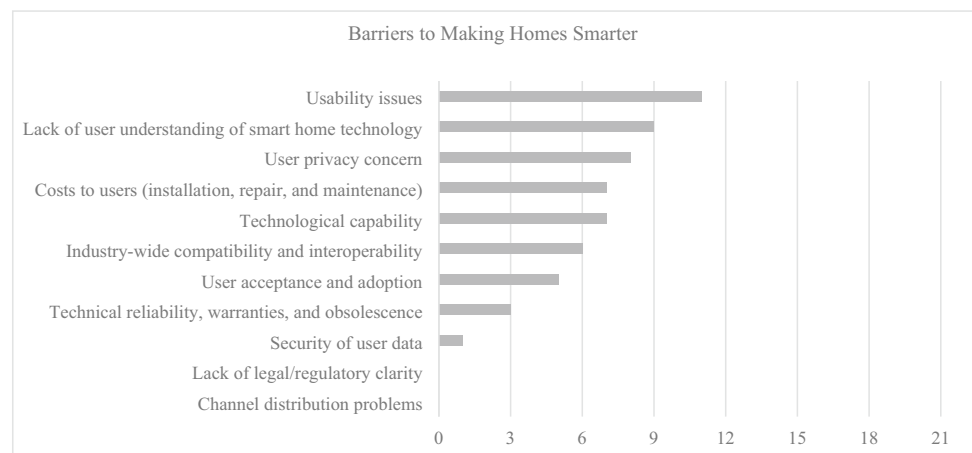 Barriers to Making Homes Smarter
Usability issues
Lack of user understanding of smart home technology
User privacy concern
Costs to users (installation, repair, and maintenance)
Technological capability
Industry-wide compatibility and interoperability
User acceptance and adoption
Technical reliability, warranties, and obsolescence
Security of user data
Lack of legal/regulatory clarity
Channel distribution problems
0 3 6 9 12 15 18 21